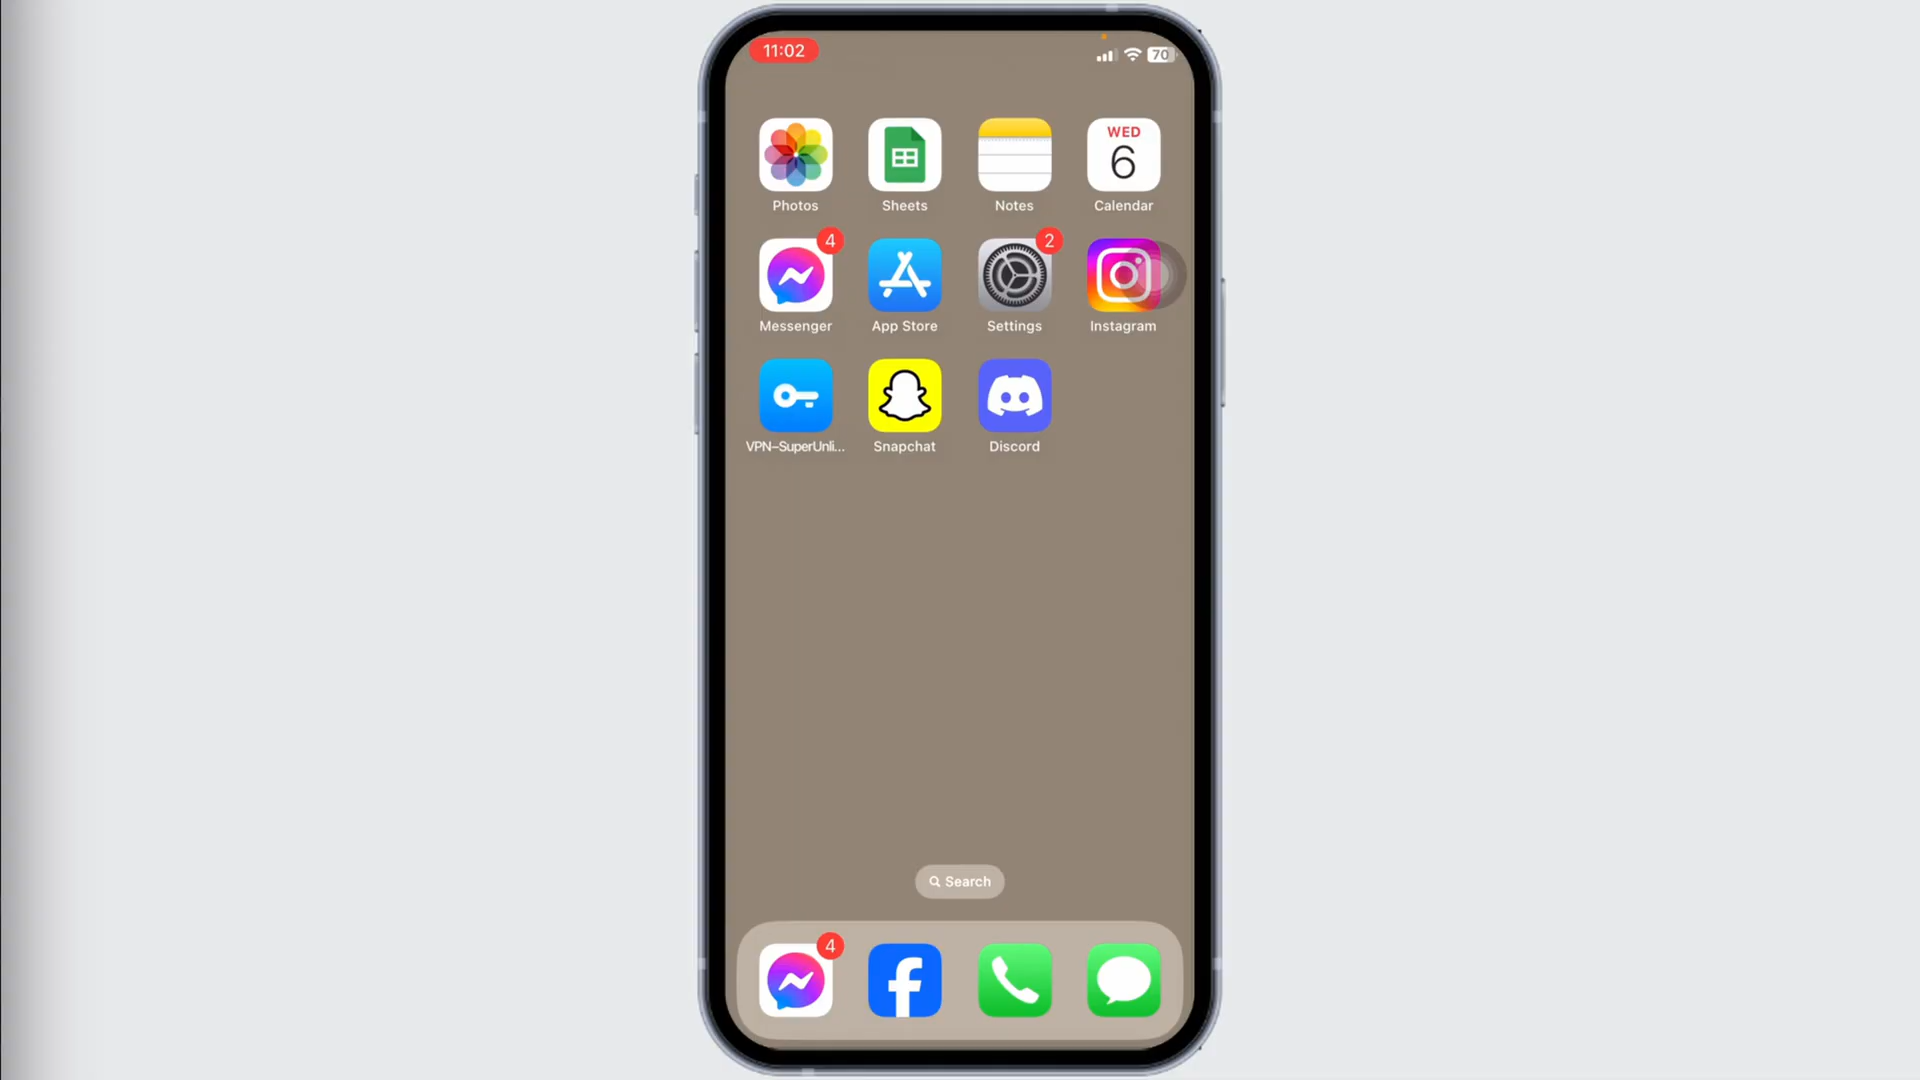 11:02 70
WED
6
Photos Sheets Notes Calendar
4 2
Messenger App Store Settings Instagram
VPN–SuperUnli... Snapchat Discord
Search
4